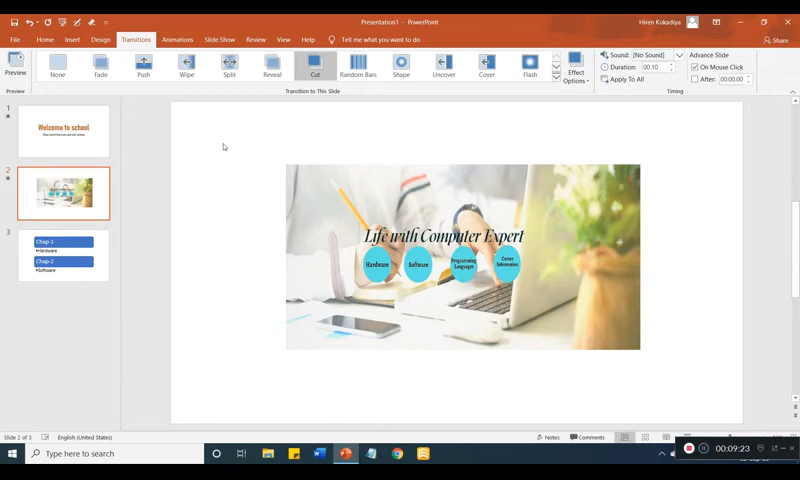 Presentation1 - PowerPoint
Hiren Kukadiya
File Home Insert Design Transitions Animations Slide Show Review View Help Tell me what you want to do
Share
Preview
None Fade Push Wipe Split Reveal Cut Random Bars Shape Uncover Cover Flash
Effect
Options
Sound: [No Sound]
Duration: 00.10
Apply To All
Advance Slide
On Mouse Click
After: 00:00.00
Preview
Transition to This Slide
Timing
1
Welcome to school
2
3
Chap-1
•Hardware
Chap-2
•Software
Life with Computer Expert
Hardware
Software
Programming
Languages
Career
Information
Slide 2 of 3
English (United States)
Notes
Comments
00:09:23
Type here to search